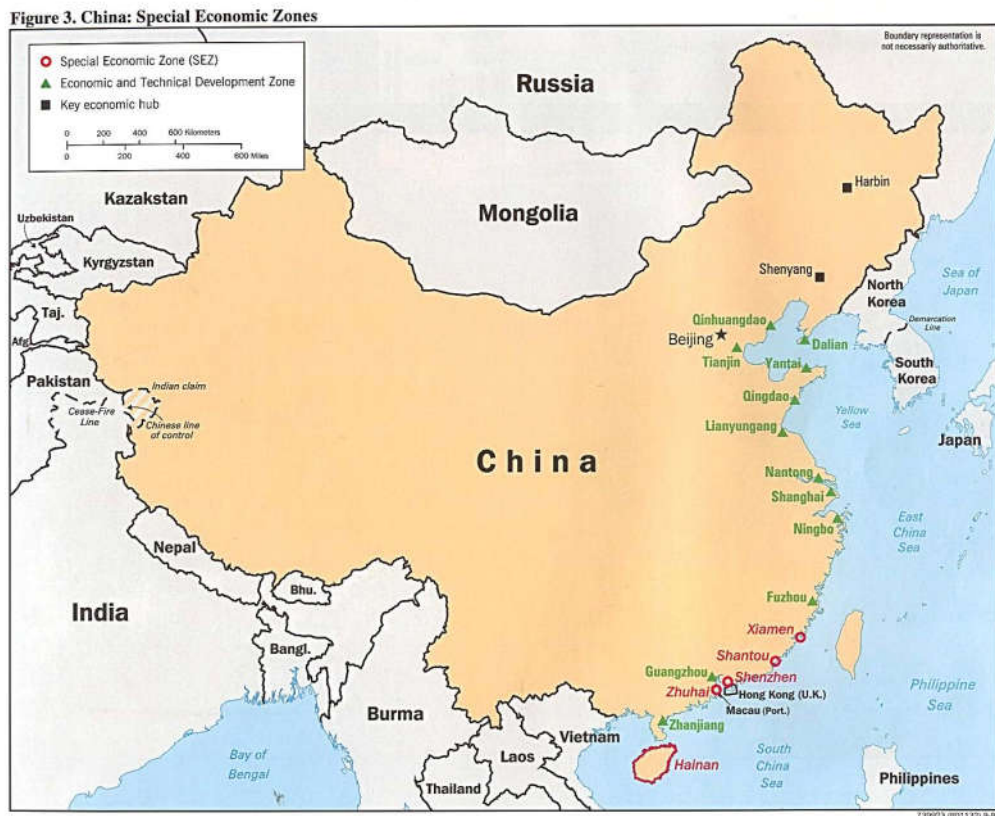 Figure 3. China: Special Economic Zones
Boundary representation is
not necessarily authoritative.
Special Economic Zone (SEZ)
Economic and Technical Development Zone
Key economic hub
0 200 400 600 Kilometers
0 200 400 600 Miles
Russia
Kazakstan
Mongolia
Harbin
Uzbekistan
Kyrgyzstan
Shenyang
North
Korea
Sea of
Japan
Taj.
Afg.
Qinhuangdao
Beijing
Dalian
Demarcation
Line
Tianjin
Yantai
South
Korea
Pakistan
Indian claim
Cease-Fire
Line
Chinese line
of control
Qingdao
Yellow
Sea
Lianyungang
Japan
China
Nantong
Shanghai
Ningbo
East
China
Sea
Nepal
Bhu.
India
Fuzhou
Xiamen
Bangl.
Shantou
Guangzhou
Shenzhen
Zhuhai
Hong Kong (U.K.)
Macau (Port.)
Philippine
Sea
Burma
Zhanjiang
Vietnam
Laos
Bay of
Bengal
Hainan
South
China
Sea
Thailand
Philippines